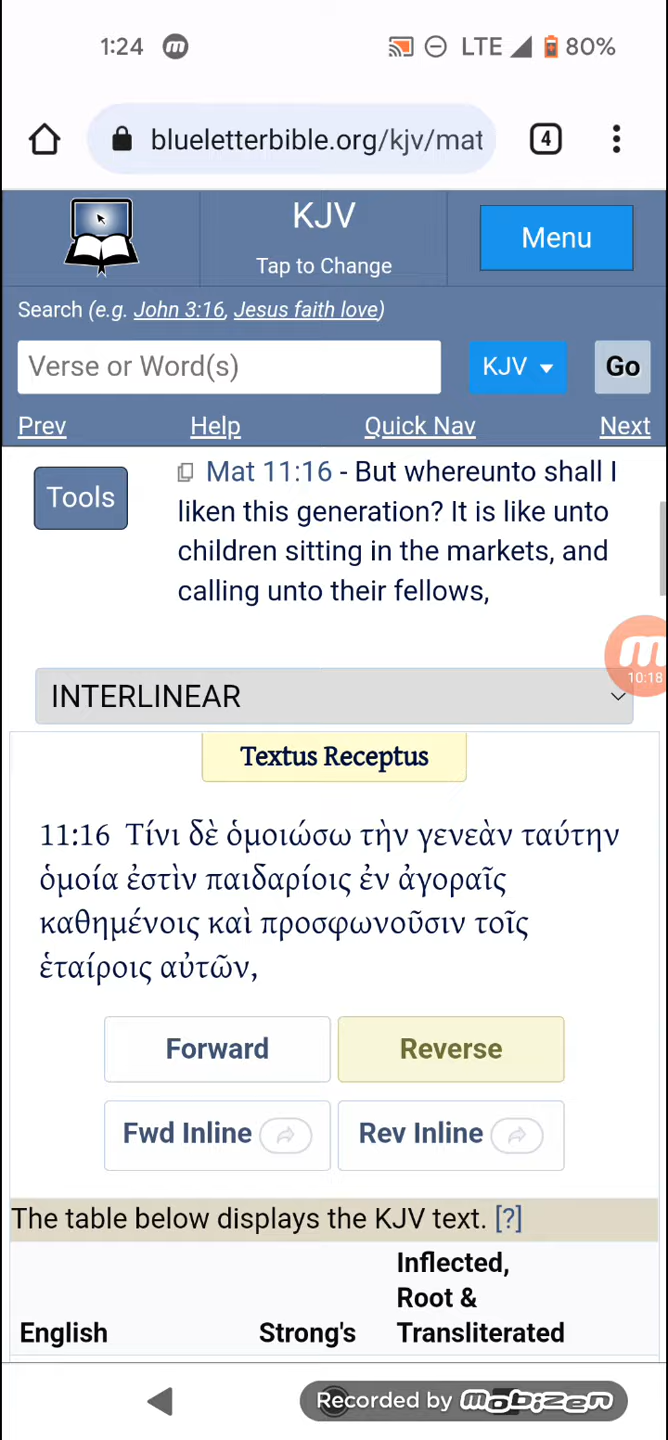 1:24 m LTE 80%
blueletterbible.org/kjv/mat 4
KJV
Tap to Change
Menu
Search (e.g. John 3:16, Jesus faith love)
Verse or Word(s) KJV Go
Prev Help Quick Nav Next
Tools
Mat 11:16 - But whereunto shall I
liken this generation? It is like unto
children sitting in the markets, and
calling unto their fellows,
m
10:18
INTERLINEAR
Textus Receptus
11:16 Τίνι δὲ ὁμοιώσω τὴν γενεὰν ταύτην
ὁμοία ἐστὶν παιδαρίοις ἐν ἀγοραῖς
καθημένοις καὶ προσφωνοῦσιν τοῖς
ἑταίροις αὐτῶν,
Forward Reverse
Fwd Inline Rev Inline
The table below displays the KJV text. [?]
Inflected,
Root &
English Strong's Transliterated
Recorded by mobizen